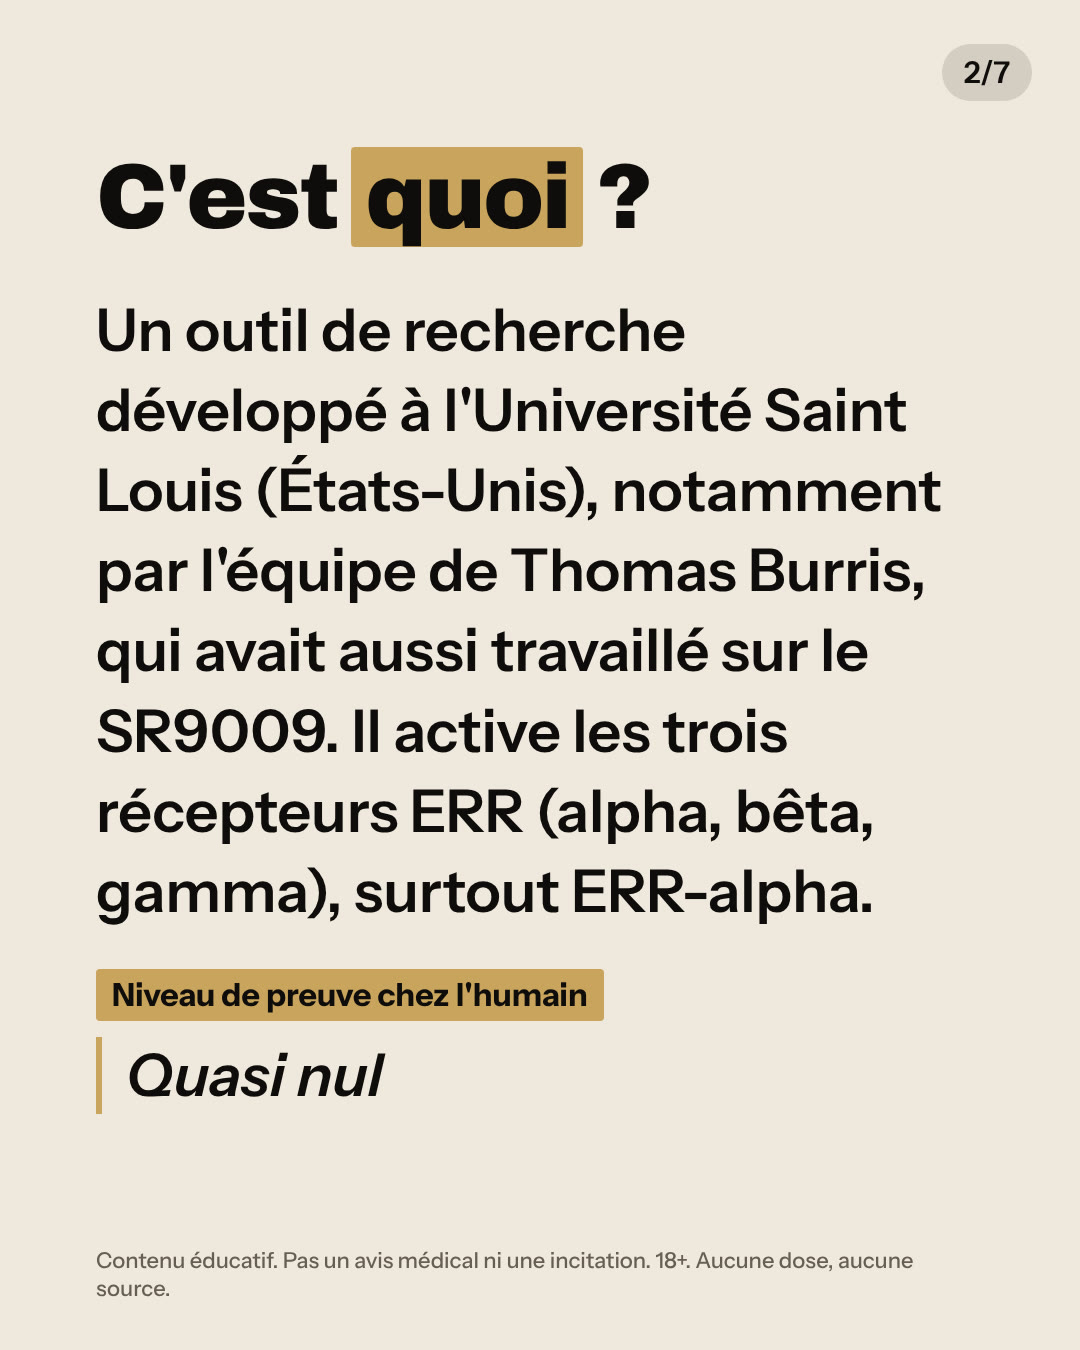 2/7
C'est quoi ?
Un outil de recherche
développé à l'Université Saint
Louis (États-Unis), notamment
par l'équipe de Thomas Burris,
qui avait aussi travaillé sur le
SR9009. Il active les trois
récepteurs ERR (alpha, bêta,
gamma), surtout ERR-alpha.
Niveau de preuve chez l'humain
Quasi nul
Contenu éducatif. Pas un avis médical ni une incitation. 18+. Aucune dose, aucune
source.